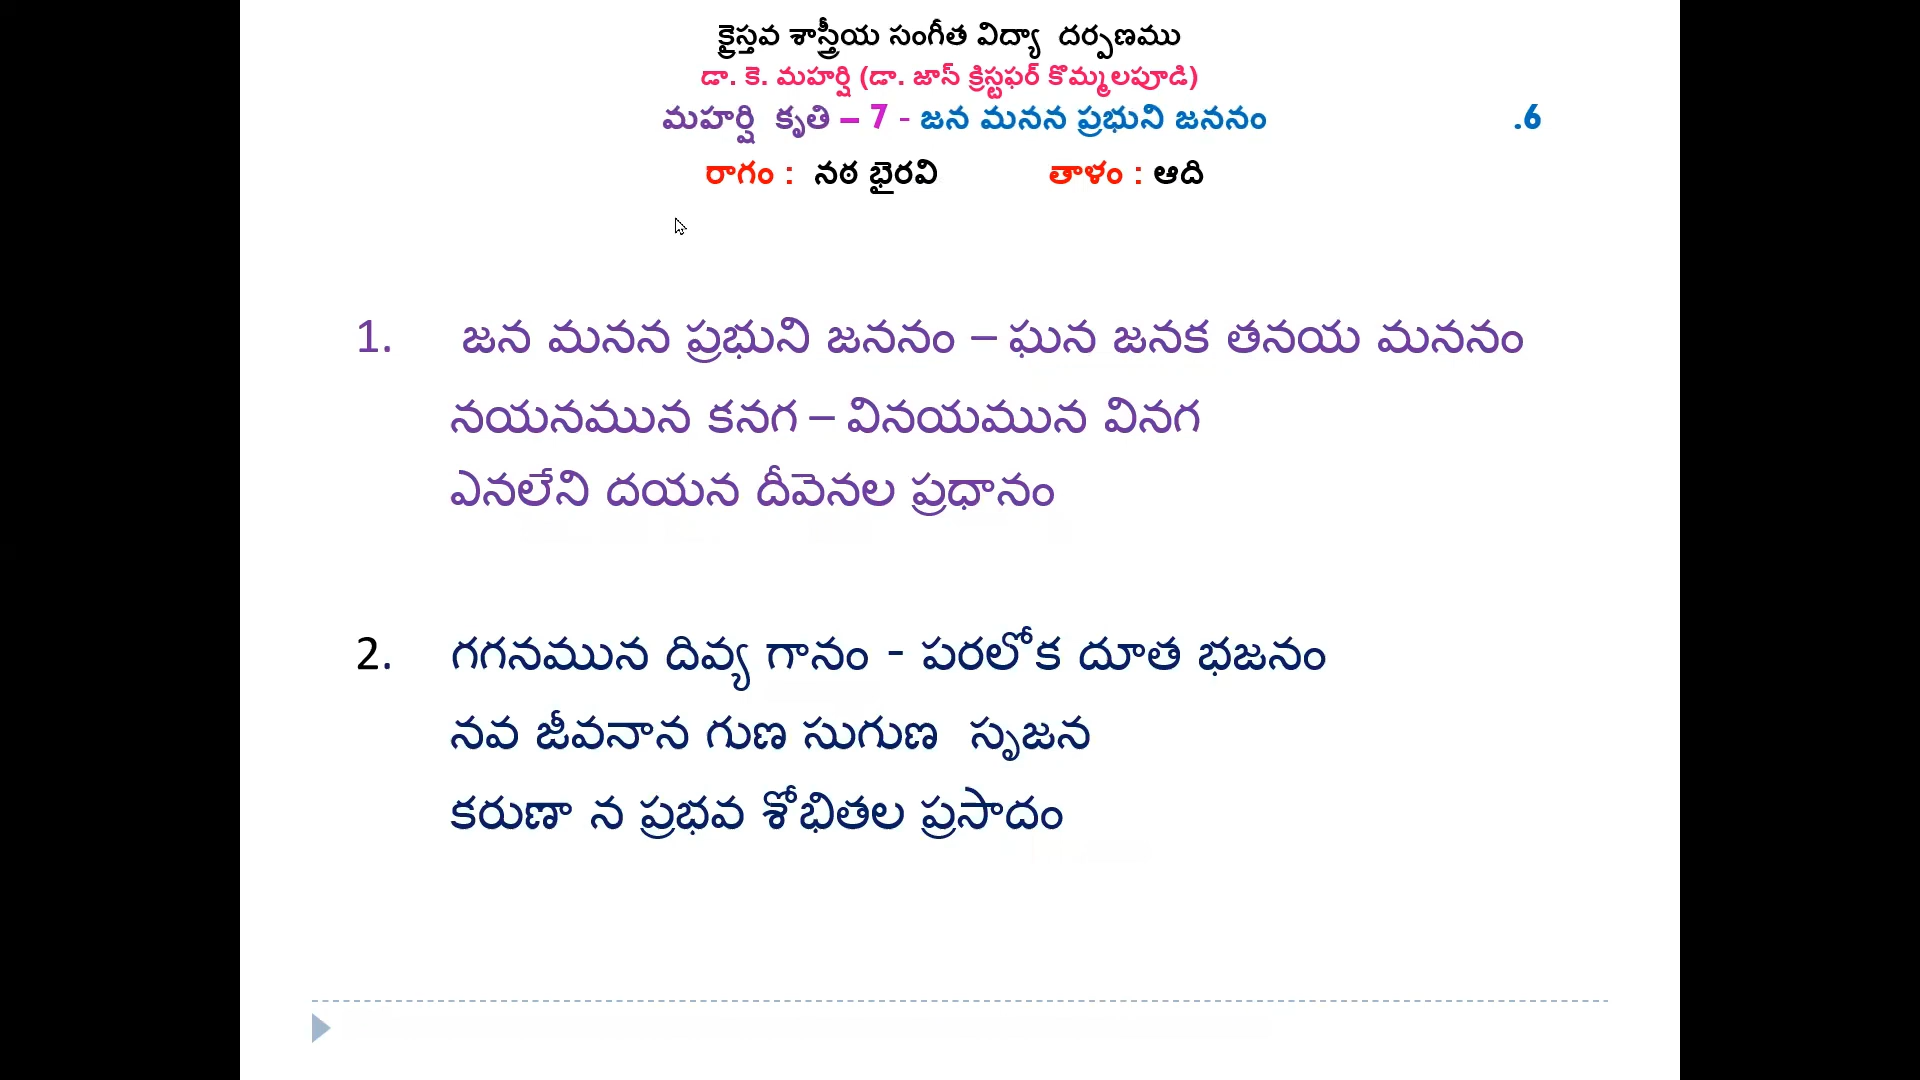 క్రైస్తవ శాస్త్రీయ సంగీత విద్యా దర్పణము
డా. కె. మహర్షి (డా. జాస్ క్రిస్టఫర్ కొమ్మలపూడి)
మహర్షి కృతి – 7 - జన మనన ప్రభుని జననం .6
రాగం : నఠ భైరవి తాళం : ఆది
1. జన మనన ప్రభుని జననం – ఘన జనక తనయ మననం
నయనమున కనగ – వినయమున వినగ
ఎనలేని దయన దీవెనల ప్రధానం
2. గగనమున దివ్య గానం - పరలోక దూత భజనం
నవ జీవనాన గుణ సుగుణ సృజన
కరుణా న ప్రభవ శోభితల ప్రసాదం